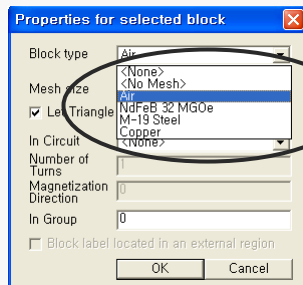 Properties for selected block
Block type
Air
<None>
<No Mesh>
Air
NdFeB 32 MGOe
M-19 Steel
Copper
Mesh size
Let Triangle
In Circuit
<None>
Number of
Turns
1
Magnetization
Direction
0
In Group
0
Block label located in an external region
OK
Cancel